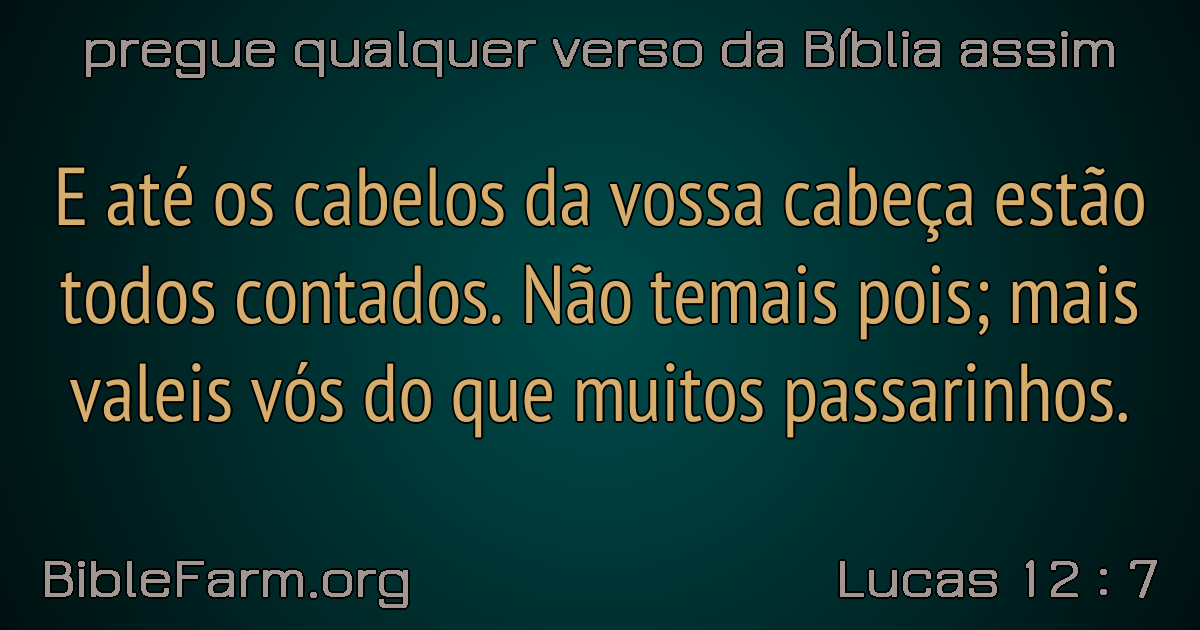 pregue qualquer verso da Bíblia assim
E até os cabelos da vossa cabeça estão
todos contados. Não temais pois; mais
valeis vós do que muitos passarinhos.
BibleFarm.org
Lucas 12 : 7